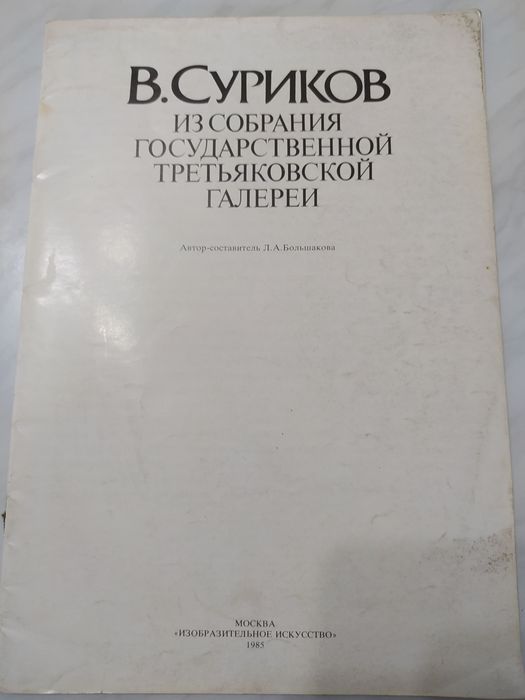 В. СУРИКОВ
ИЗ СОБРАНИЯ
ГОСУДАРСТВЕННОЙ
ТРЕТЬЯКОВСКОЙ
ГАЛЕРЕИ
Автор-составитель Л.А.Большакова
МОСКВА
«ИЗОБРАЗИТЕЛЬНОЕ ИСКУССТВО»
1985